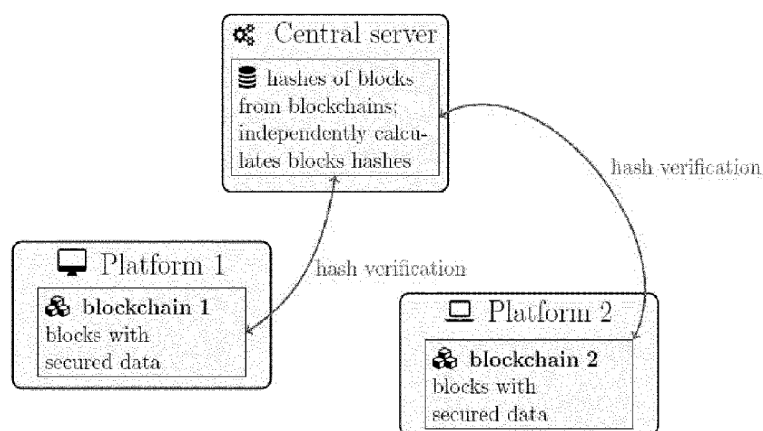 Central server
hashes of blocks
from blockchains;
independently calcu-
lates blocks hashes
hash verification
Platform 1
blockchain 1
blocks with
secured data
hash verification
Platform 2
blockchain 2
blocks with
secured data